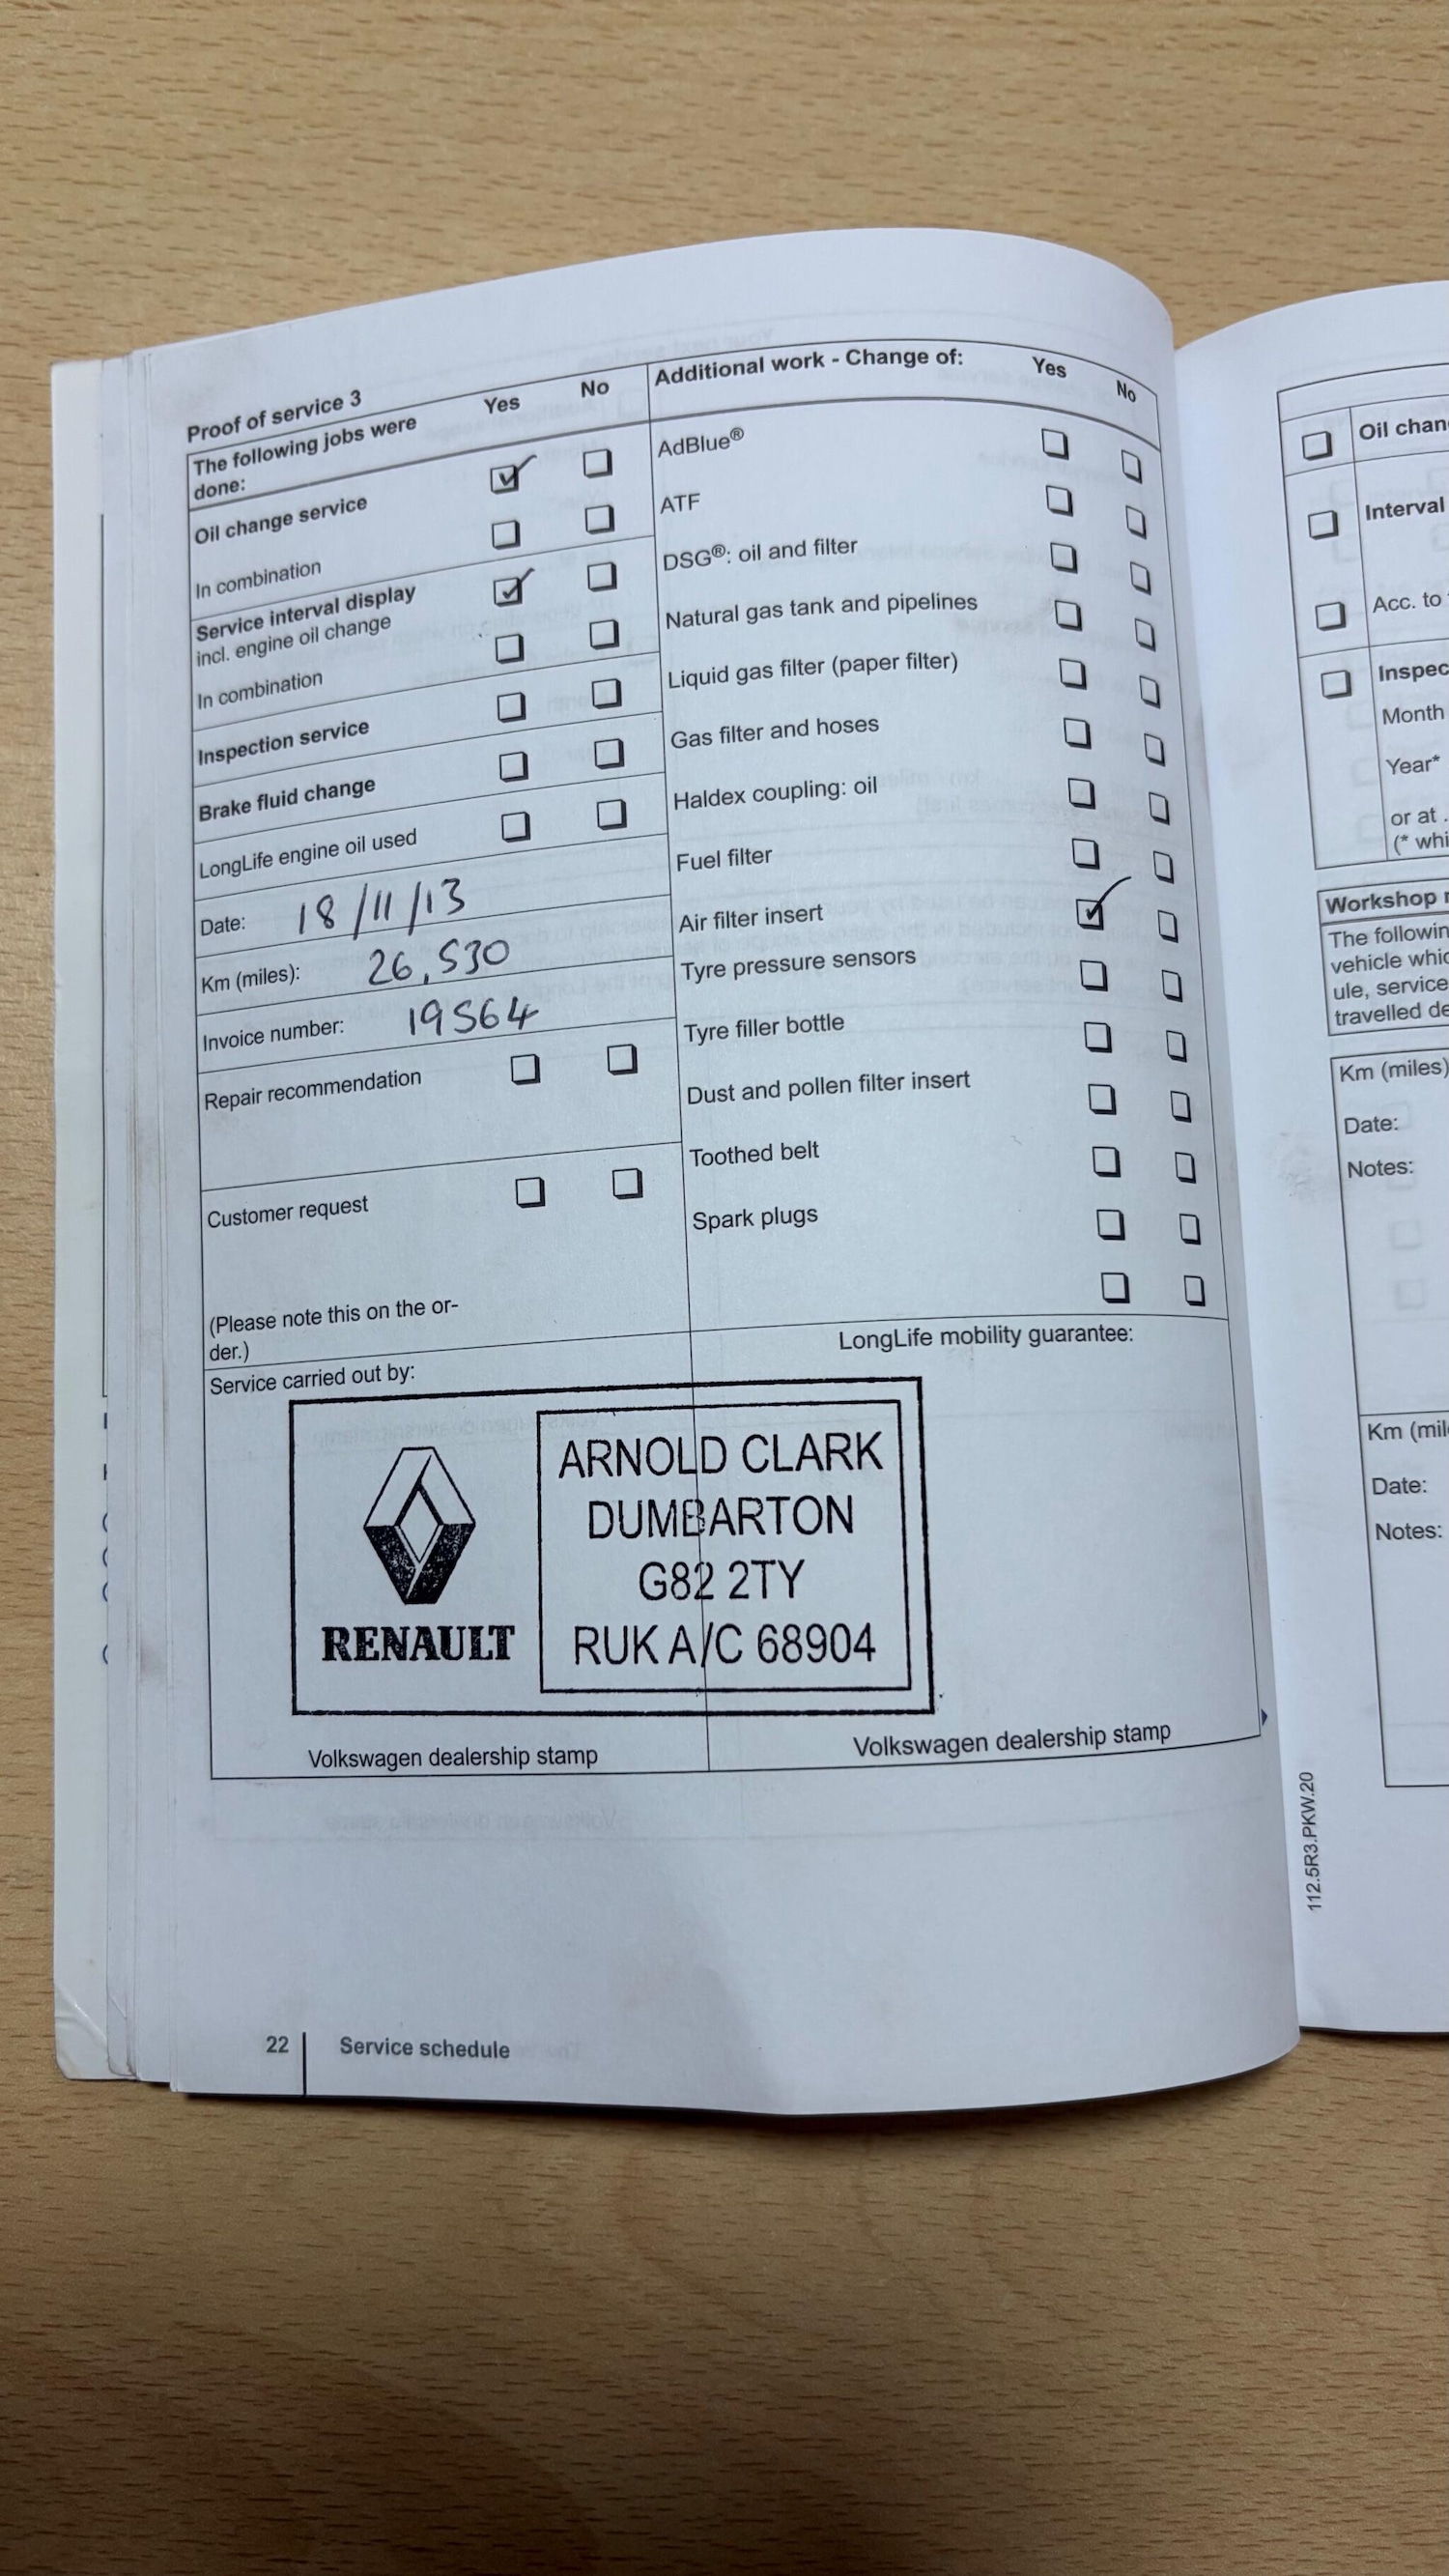 Proof of service 3
The following jobs were
done:
Yes
No
Oil change service
In combination
Service interval display
incl. engine oil change
In combination
Inspection service
Brake fluid change
LongLife engine oil used
Date: 18/11/13
Km (miles): 26,530
Invoice number: 19564
Repair recommendation
Customer request
(Please note this on the or-
der.)
Additional work - Change of:
Yes
No
AdBlue®
ATF
DSG®: oil and filter
Natural gas tank and pipelines
Liquid gas filter (paper filter)
Gas filter and hoses
Haldex coupling: oil
Fuel filter
Air filter insert
Tyre pressure sensors
Tyre filler bottle
Dust and pollen filter insert
Toothed belt
Spark plugs
Service carried out by:
LongLife mobility guarantee:
RENAULT
ARNOLD CLARK
DUMBARTON
G82 2TY
RUK A/C 68904
Volkswagen dealership stamp
Volkswagen dealership stamp
22
Service schedule
Oil chan
Interval
Acc. to
Inspec
Month
Year*
or at
(* whi
Workshop
The followin
vehicle whic
ule, service
travelled de
Km (miles)
Date:
Notes:
Km (mil
Date:
Notes:
112.5R3.PKW.20